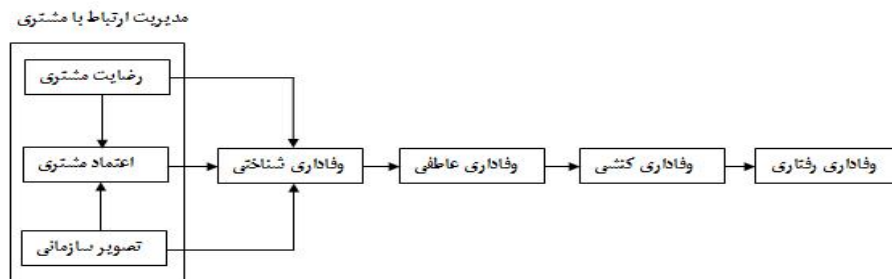 مدیریت ارتباط با مشتری
رضایت مشتری
اعتماد مشتری
وفاداری شناختی
وفاداری عاطفی
وفاداری کنشی
وفاداری رفتاری
تصویر سازمانی